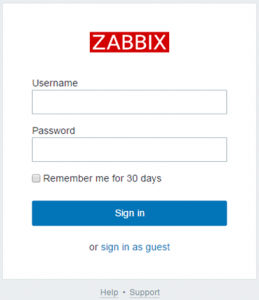 ZABBIX
Username
Password
Remember me for 30 days
Sign in
or sign in as guest
Help • Support